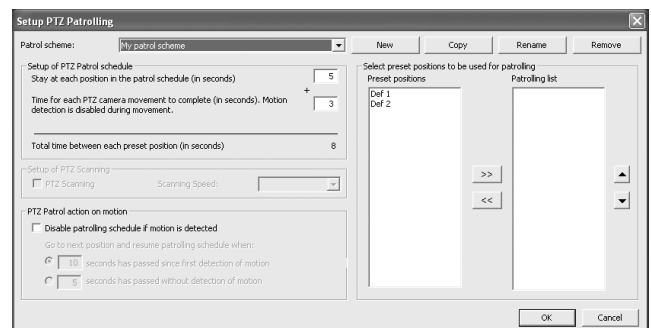 Setup PTZ Patrolling
Patrol scheme:
My patrol scheme
New
Copy
Rename
Remove
Setup of PTZ Patrol schedule
Stay at each position in the patrol schedule (in seconds)
5
+
Time for each PTZ camera movement to complete (in seconds). Motion
detection is disabled during movement.
3
Total time between each preset position (in seconds)
8
Setup of PTZ Scanning
PTZ Scanning
Scanning Speed:
PTZ Patrol action on motion
Disable patrolling schedule if motion is detected
Go to next position and resume patrolling schedule when:
10 seconds has passed since first detection of motion
5 seconds has passed without detection of motion
Select preset positions to be used for patrolling
Preset positions
Def 1
Def 2
>>
<<
Patrolling list
OK
Cancel